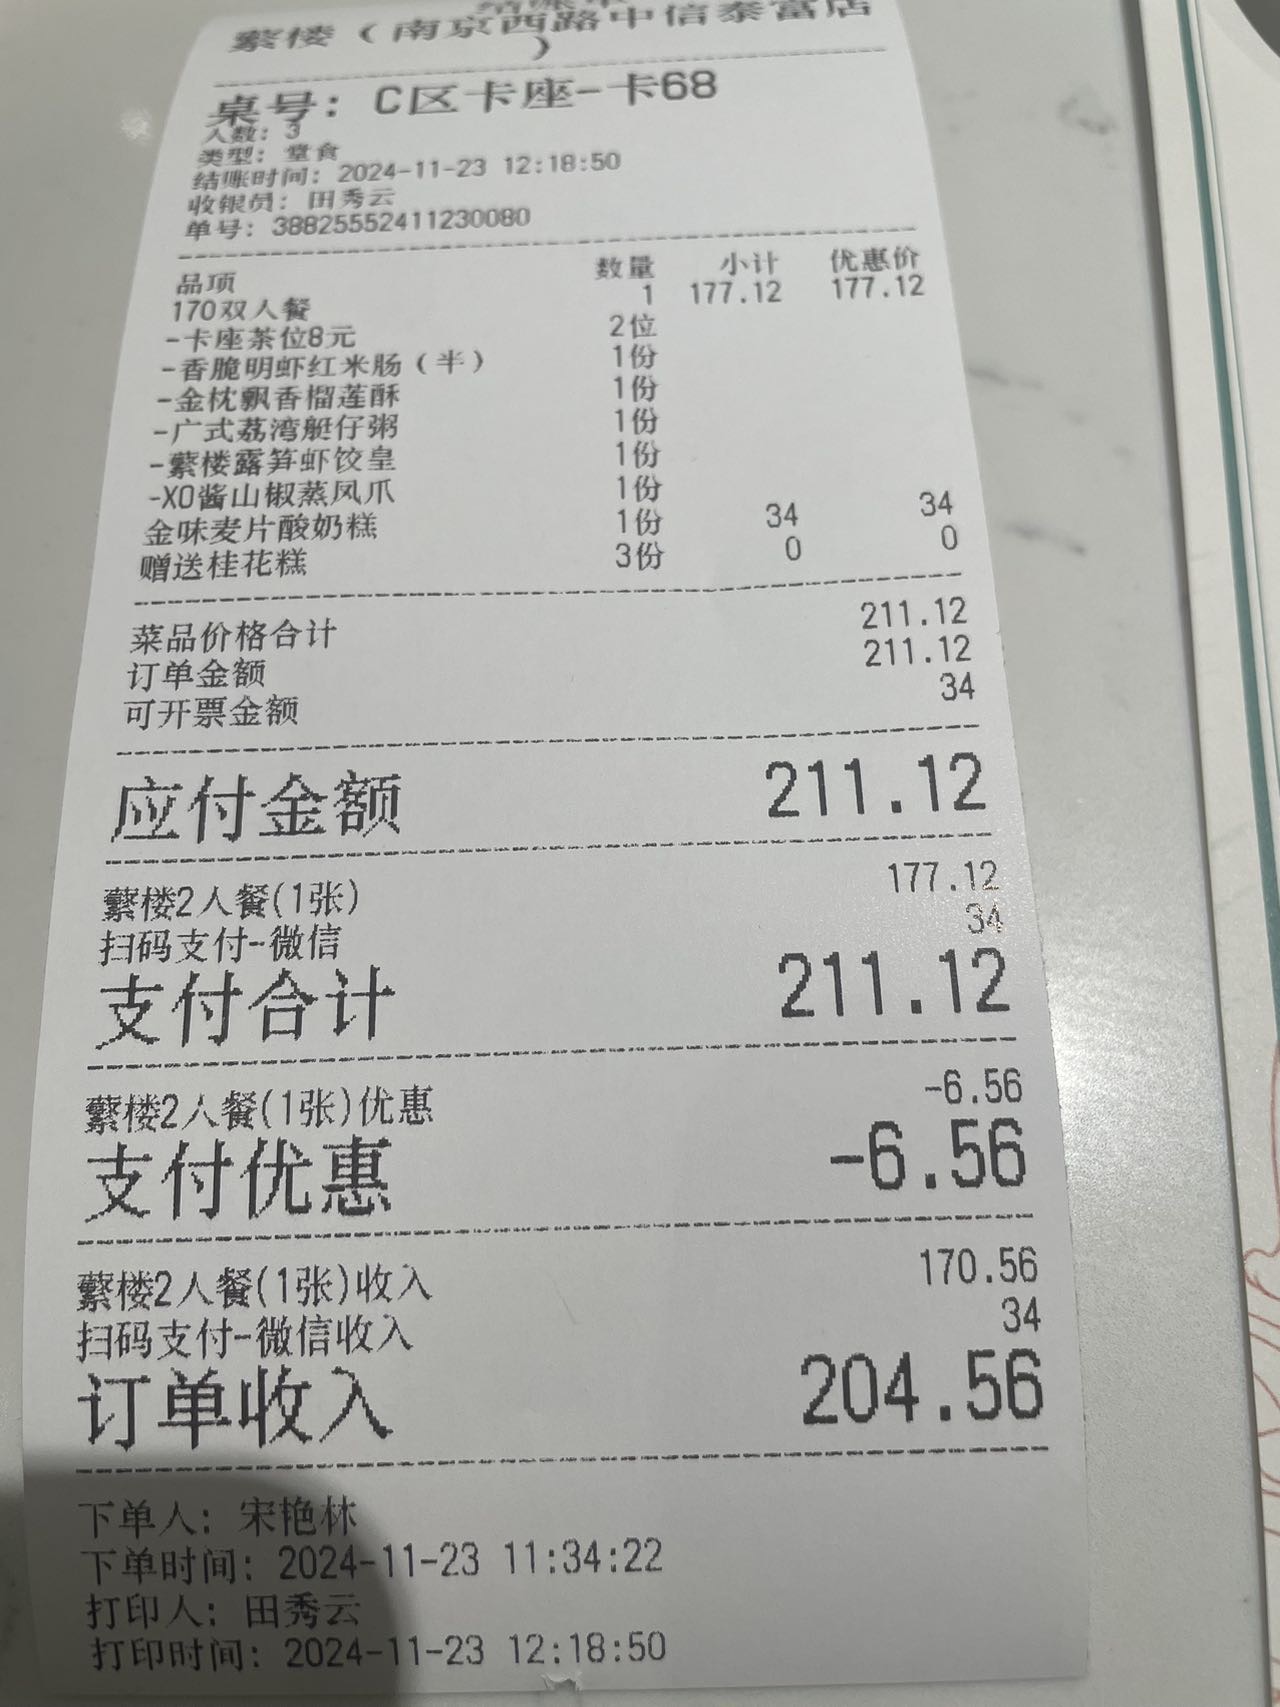 结账单
蘩楼（南京西路中信泰富店
）
桌号：C区卡座-卡68
人数：3
类型：堂食
结账时间：2024-11-23 12:18:50
收银员：田秀云
单号：38825552411230080
品项 数量 小计 优惠价
170双人餐 1 177.12 177.12
-卡座茶位8元 2位
-香脆明虾红米肠（半） 1份
-金枕飘香榴莲酥 1份
-广式荔湾艇仔粥 1份
-蘩楼露笋虾饺皇 1份
-XO酱山椒蒸凤爪 1份
金味麦片酸奶糕 1份 34 34
赠送桂花糕 3份 0 0
菜品价格合计 211.12
订单金额 211.12
可开票金额 34
应付金额 211.12
蘩楼2人餐(1张) 177.12
扫码支付-微信 34
支付合计 211.12
蘩楼2人餐(1张)优惠 -6.56
支付优惠 -6.56
蘩楼2人餐(1张)收入 170.56
扫码支付-微信收入 34
订单收入 204.56
下单人：宋艳林
下单时间：2024-11-23 11:34:22
打印人：田秀云
打印时间：2024-11-23 12:18:50